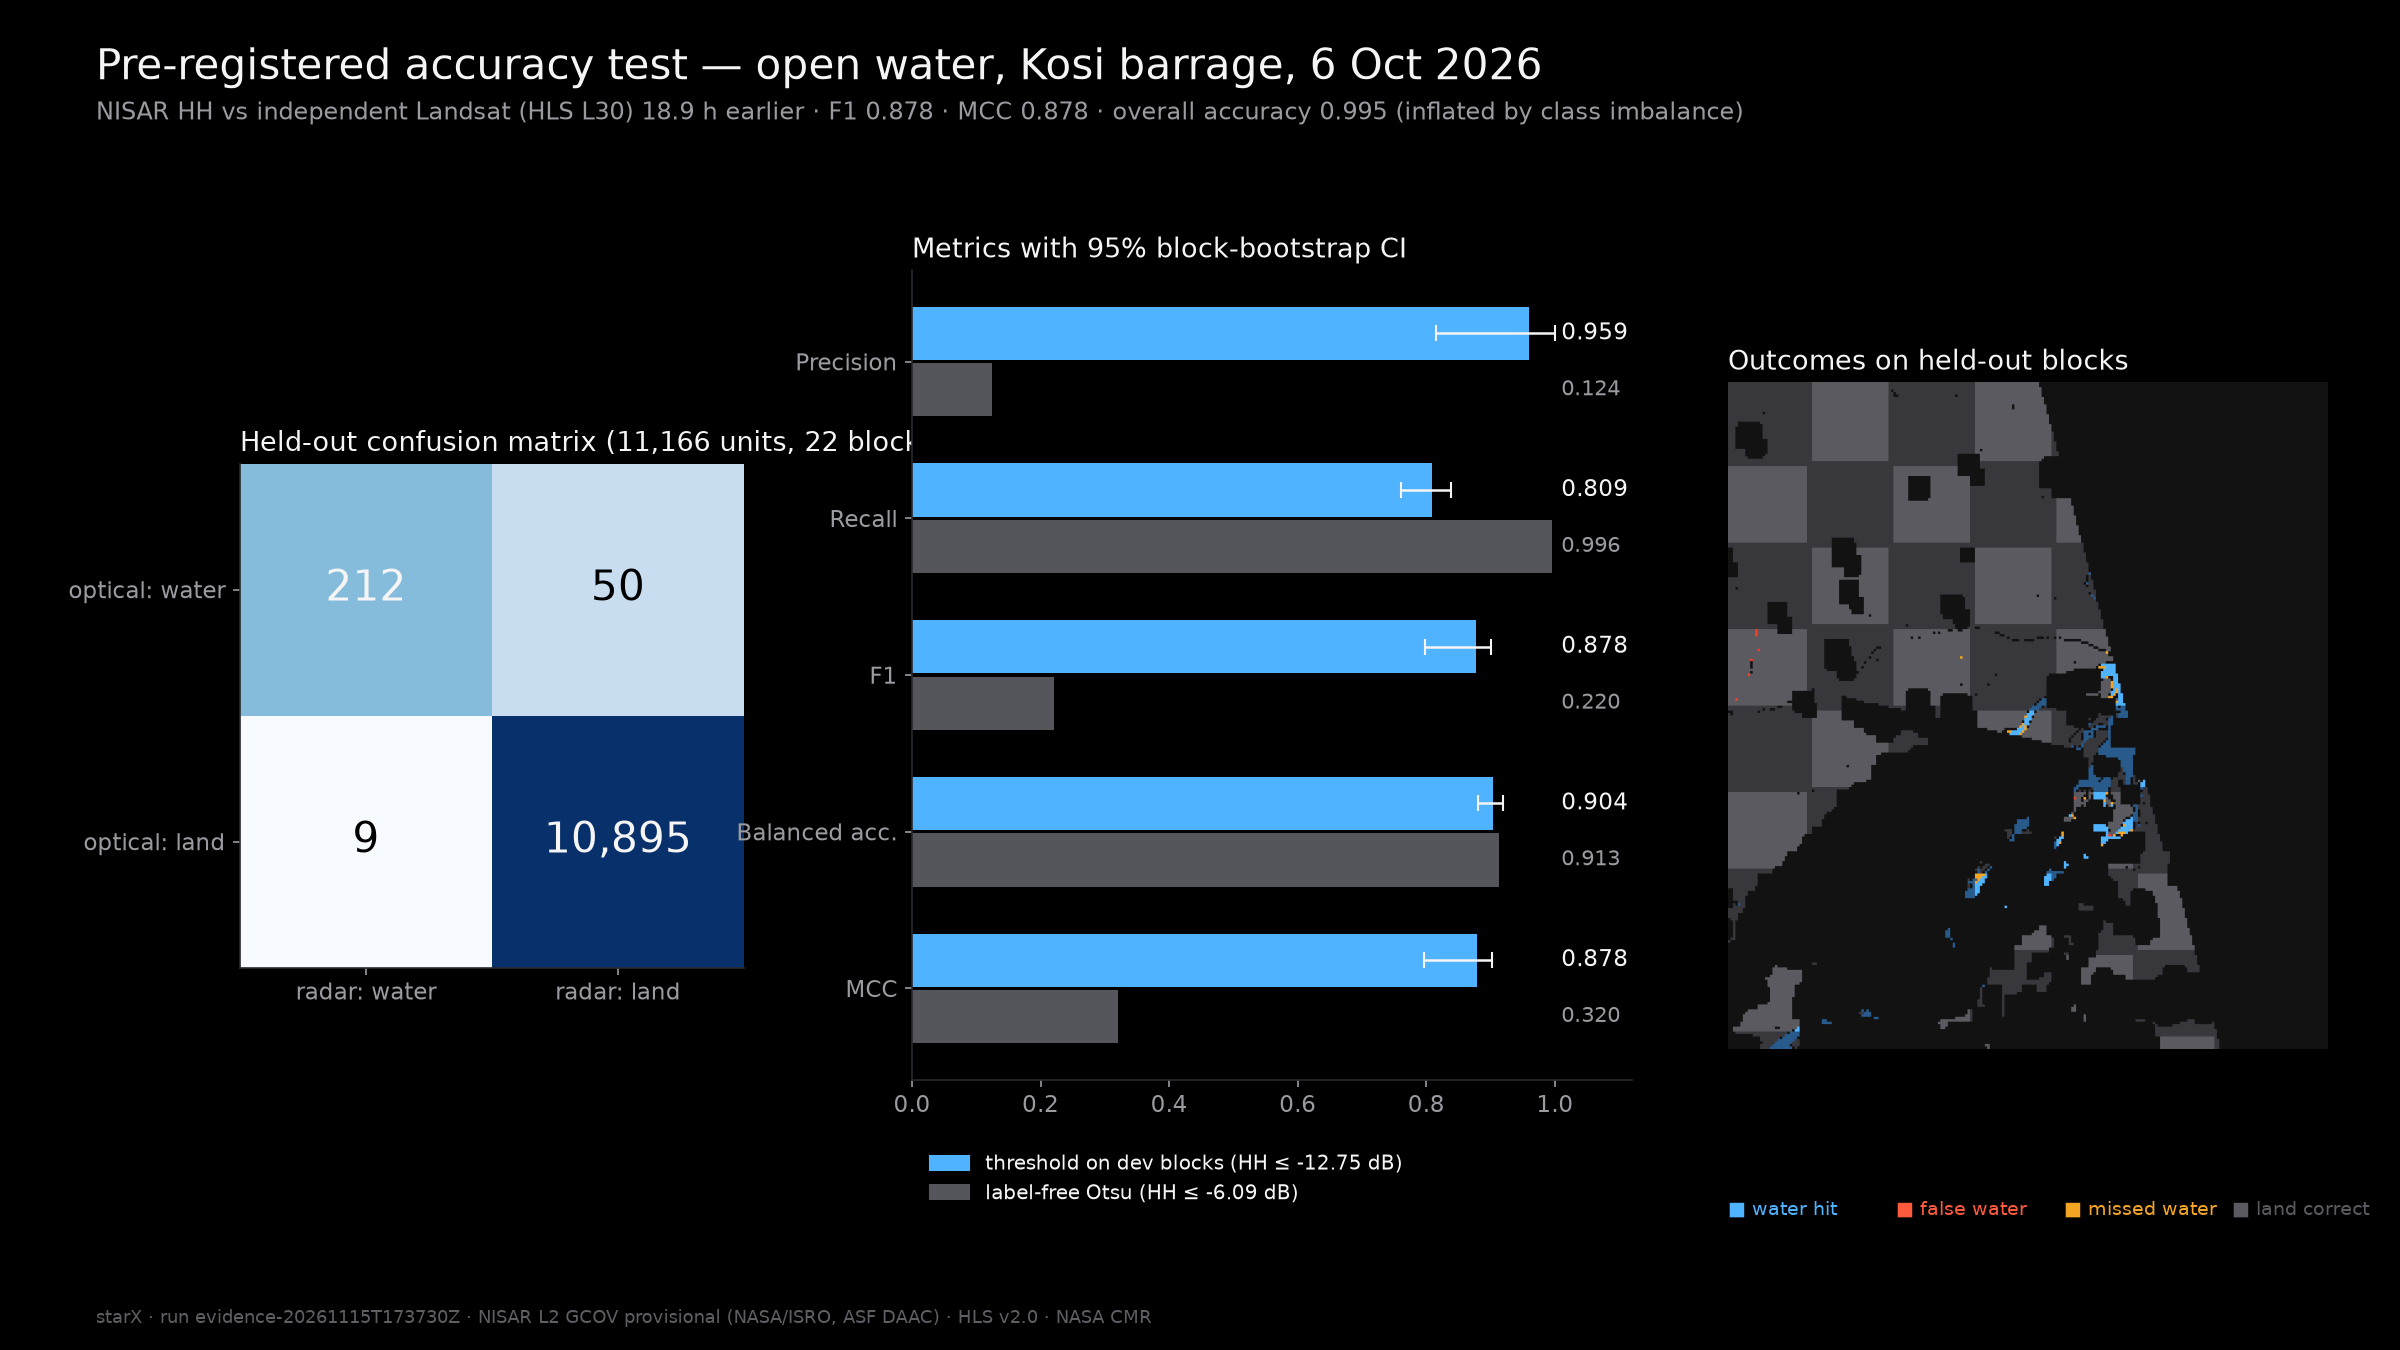 Pre-registered accuracy test — open water, Kosi barrage, 6 Oct 2026
NISAR HH vs independent Landsat (HLS L30) 18.9 h earlier · F1 0.878 · MCC 0.878 · overall accuracy 0.995 (inflated by class imbalance)
Held-out confusion matrix (11,166 units, 22 block
optical: water
212
50
optical: land
9
10,895
radar: water
radar: land
Metrics with 95% block-bootstrap CI
Precision
0.959
0.124
Recall
0.809
0.996
F1
0.878
0.220
Balanced acc.
0.904
0.913
MCC
0.878
0.320
0.0 0.2 0.4 0.6 0.8 1.0
threshold on dev blocks (HH ≤ -12.75 dB)
label-free Otsu (HH ≤ -6.09 dB)
Outcomes on held-out blocks
water hit
false water
missed water
land correct
starX · run evidence-20261115T173730Z · NISAR L2 GCOV provisional (NASA/ISRO, ASF DAAC) · HLS v2.0 · NASA CMR